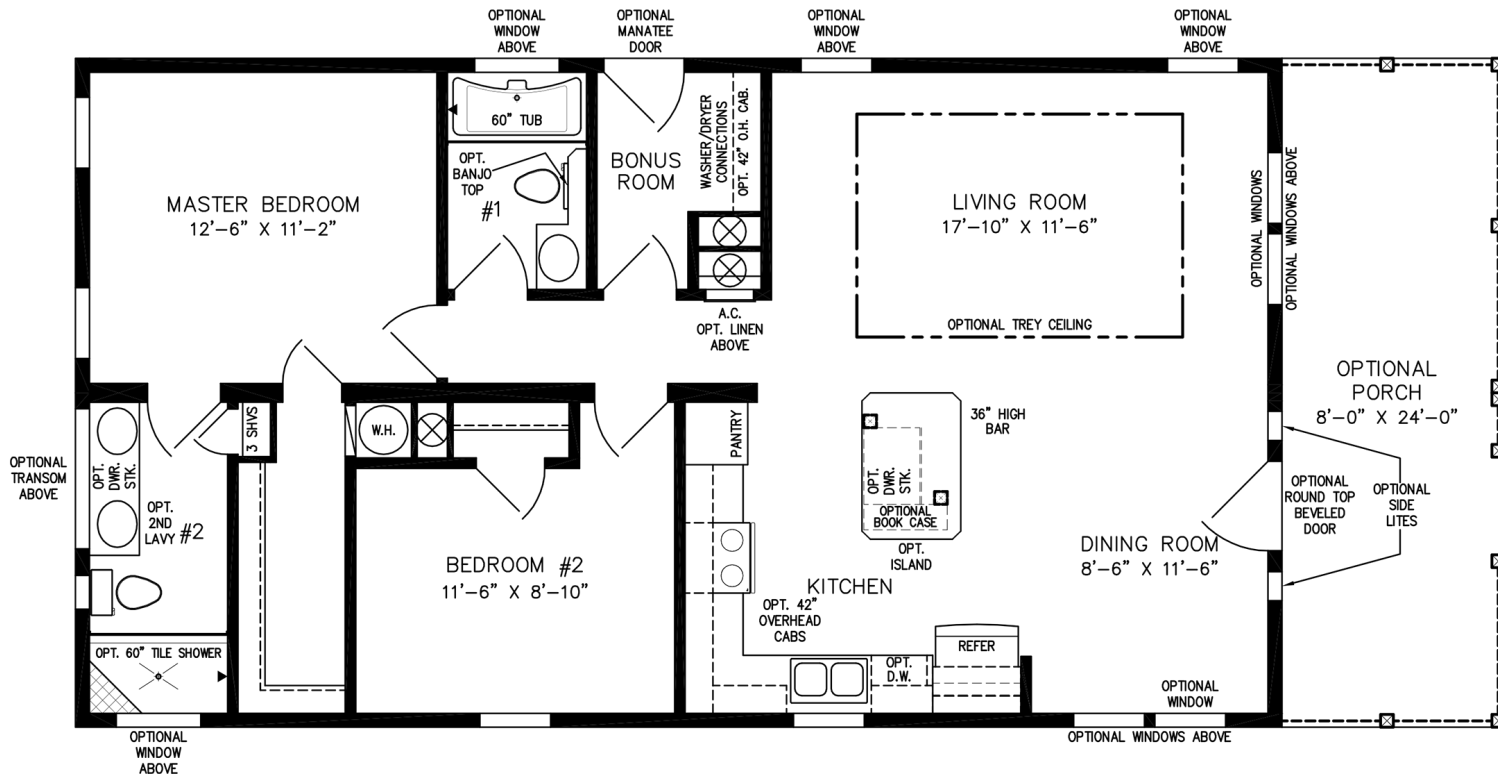 OPTIONAL
WINDOW
ABOVE
OPTIONAL
MANATEE
DOOR
OPTIONAL
WINDOW
ABOVE
OPTIONAL
WINDOW
ABOVE
MASTER BEDROOM
12'-6" X 11'-2"
60" TUB
OPT.
BANJO
TOP
#1
BONUS
ROOM
WASHER/DRYER
CONNECTIONS
OPT. 42" O.H. CAB.
A.C.
OPT. LINEN
ABOVE
LIVING ROOM
17'-10" X 11'-6"
OPTIONAL TREY CEILING
OPTIONAL WINDOWS
OPTIONAL WINDOWS ABOVE
OPTIONAL
PORCH
8'-0" X 24'-0"
OPTIONAL
TRANSOM
ABOVE
OPT.
DWR.
STK.
OPT.
2ND
LAVY
#2
3 SHVS
W.H.
OPT. 60" TILE SHOWER
OPTIONAL
WINDOW
ABOVE
BEDROOM #2
11'-6" X 8'-10"
PANTRY
36" HIGH
BAR
OPT.
DWR.
STK.
OPTIONAL
BOOK CASE
OPT.
ISLAND
KITCHEN
OPT. 42"
OVERHEAD
CABS
OPT.
D.W.
REFER
DINING ROOM
8'-6" X 11'-6"
OPTIONAL
ROUND TOP
BEVELED
DOOR
OPTIONAL
SIDE
LITES
OPTIONAL
WINDOW
OPTIONAL WINDOWS ABOVE